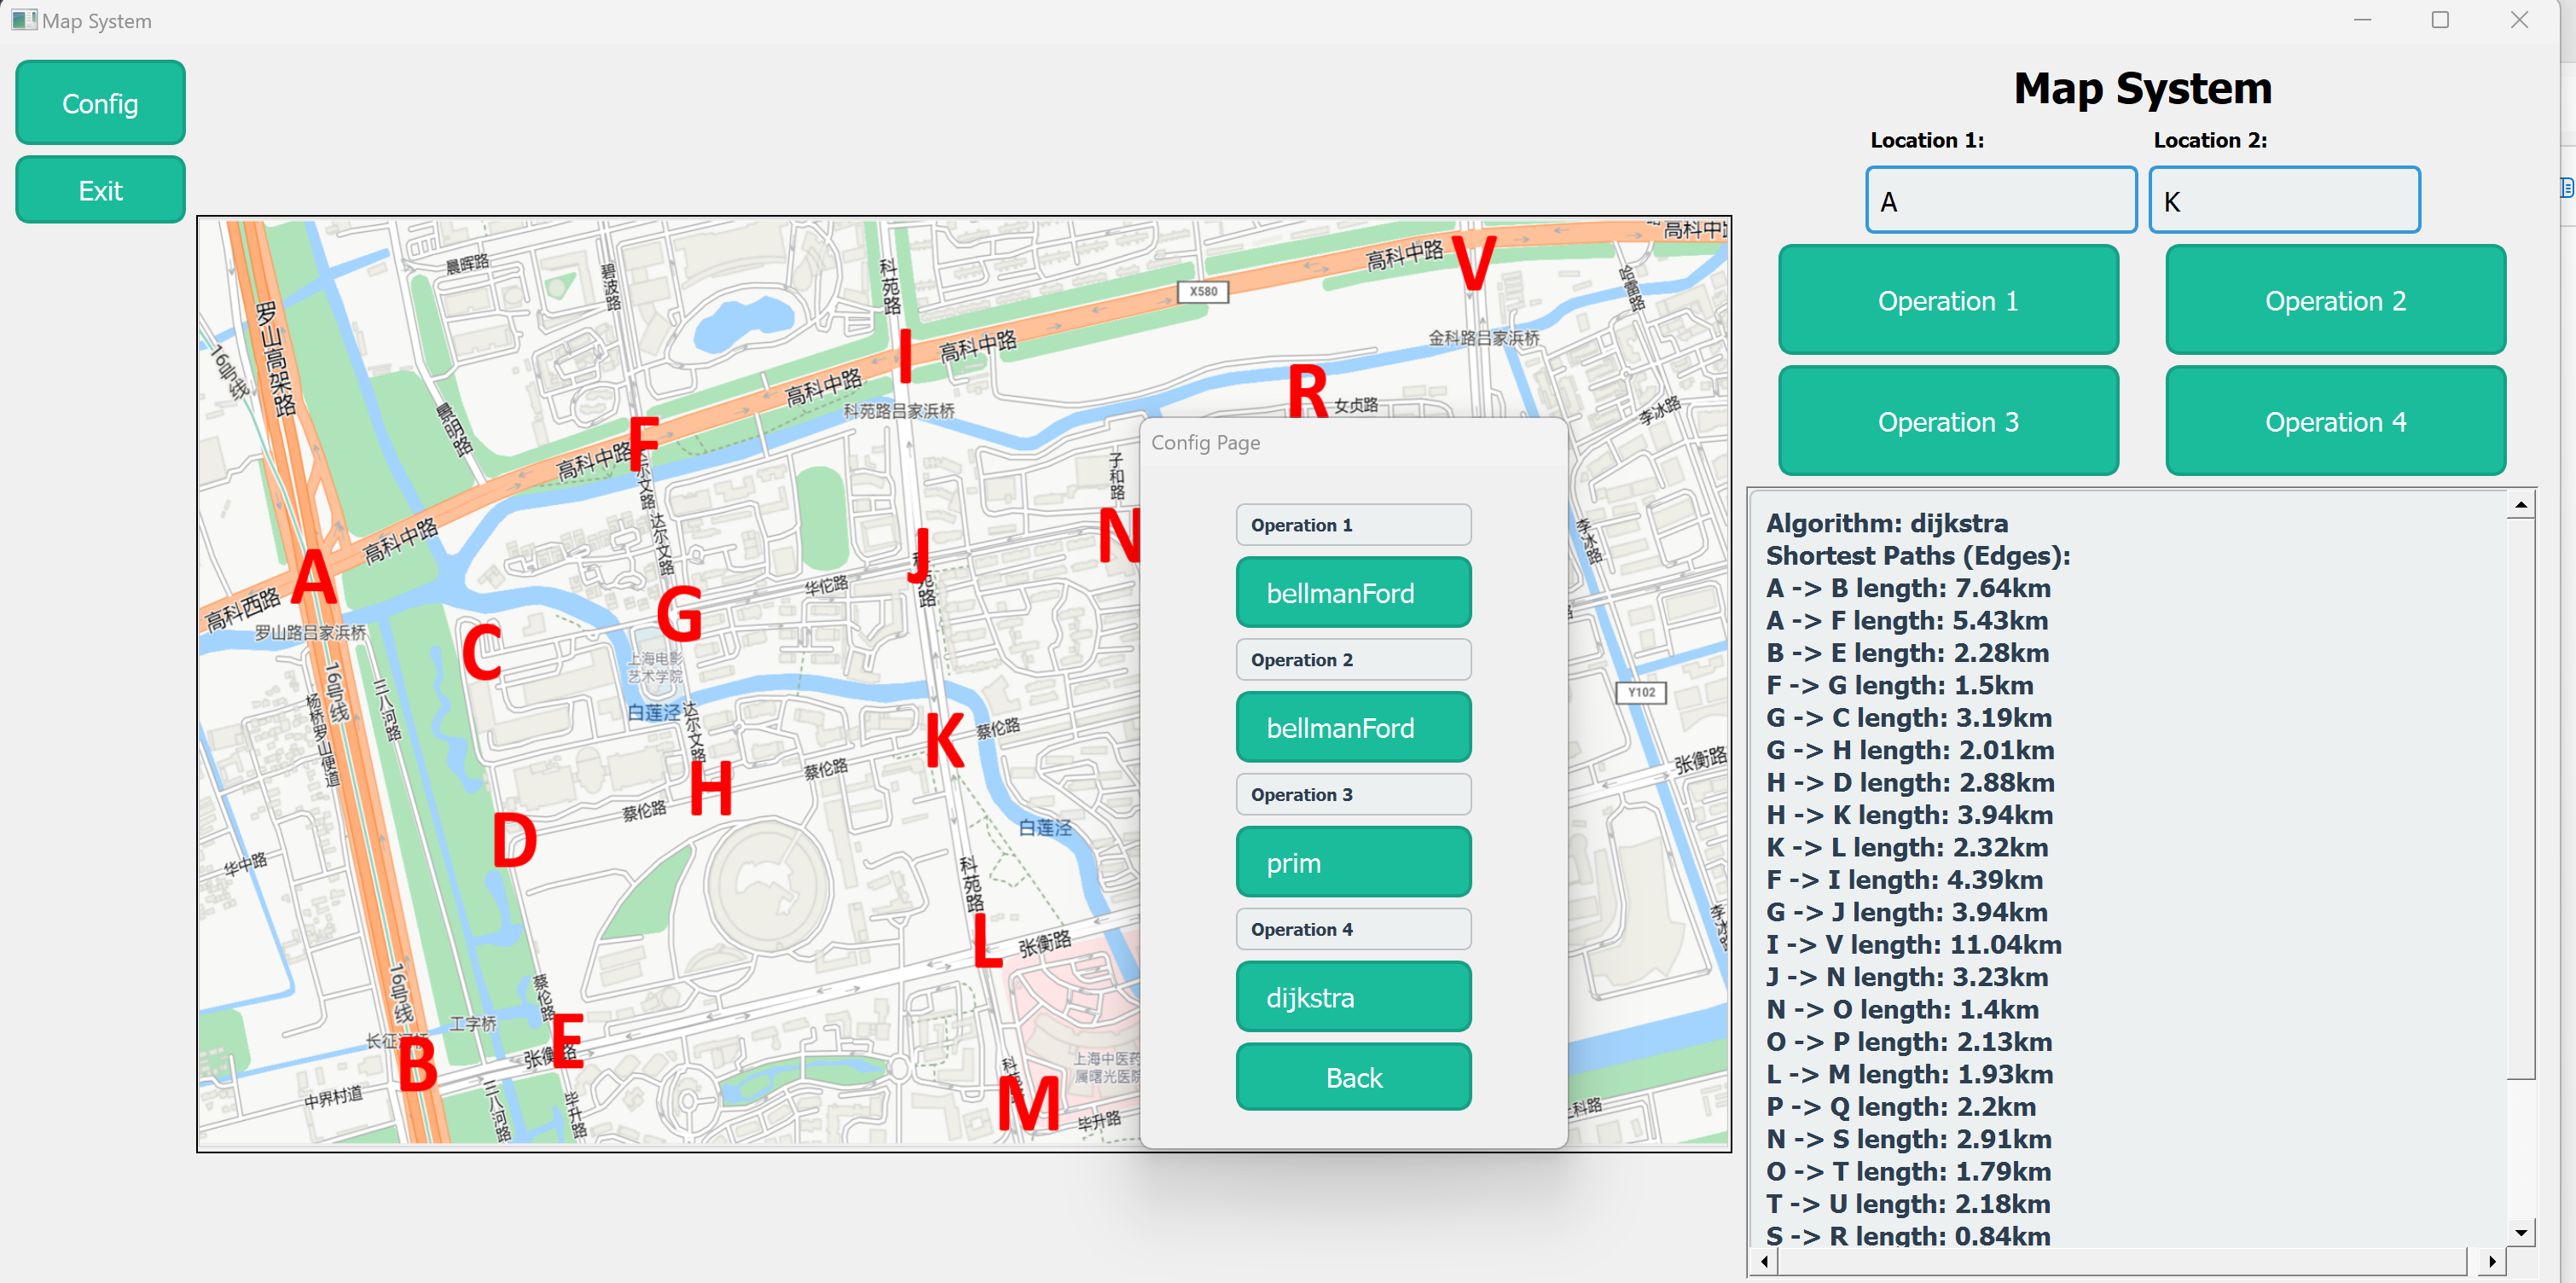 Map System
Config
Exit
Map System
Location 1:
Location 2:
A
K
Operation 1
Operation 2
Operation 3
Operation 4
Algorithm: dijkstra
Shortest Paths (Edges):
A -> B length: 7.64km
A -> F length: 5.43km
B -> E length: 2.28km
F -> G length: 1.5km
G -> C length: 3.19km
G -> H length: 2.01km
H -> D length: 2.88km
H -> K length: 3.94km
K -> L length: 2.32km
F -> I length: 4.39km
G -> J length: 3.94km
I -> V length: 11.04km
J -> N length: 3.23km
N -> O length: 1.4km
O -> P length: 2.13km
L -> M length: 1.93km
P -> Q length: 2.2km
N -> S length: 2.91km
O -> T length: 1.79km
T -> U length: 2.18km
S -> R length: 0.84km
Config Page
Operation 1
bellmanFord
Operation 2
bellmanFord
Operation 3
prim
Operation 4
dijkstra
Back
高科中路
V
高科中路
晨晖路
碧波路
科苑路
X580
罗山高架路
16号线
金科路吕家浜桥
I
高科中路
高科中路
R
女贞路
李冰路
科苑路吕家浜桥
景明路
F
高科中路
达尔文路
子和路
高科中路
N
李冰路
J
科苑路
A
华佗路
高科西路
G
罗山路吕家浜桥
C
上海电影
艺术学院
16号线
三八河路
杨桥罗山便道
Y102
白莲泾
达尔文路
K
蔡伦路
张衡路
H
蔡伦路
蔡伦路
白莲泾
D
华中路
科苑路
L
张衡路
16号线
蔡伦路
工字桥
E
B
中界村道
三八河路
毕升路
M
毕升路
上海中医药
属曙光医院